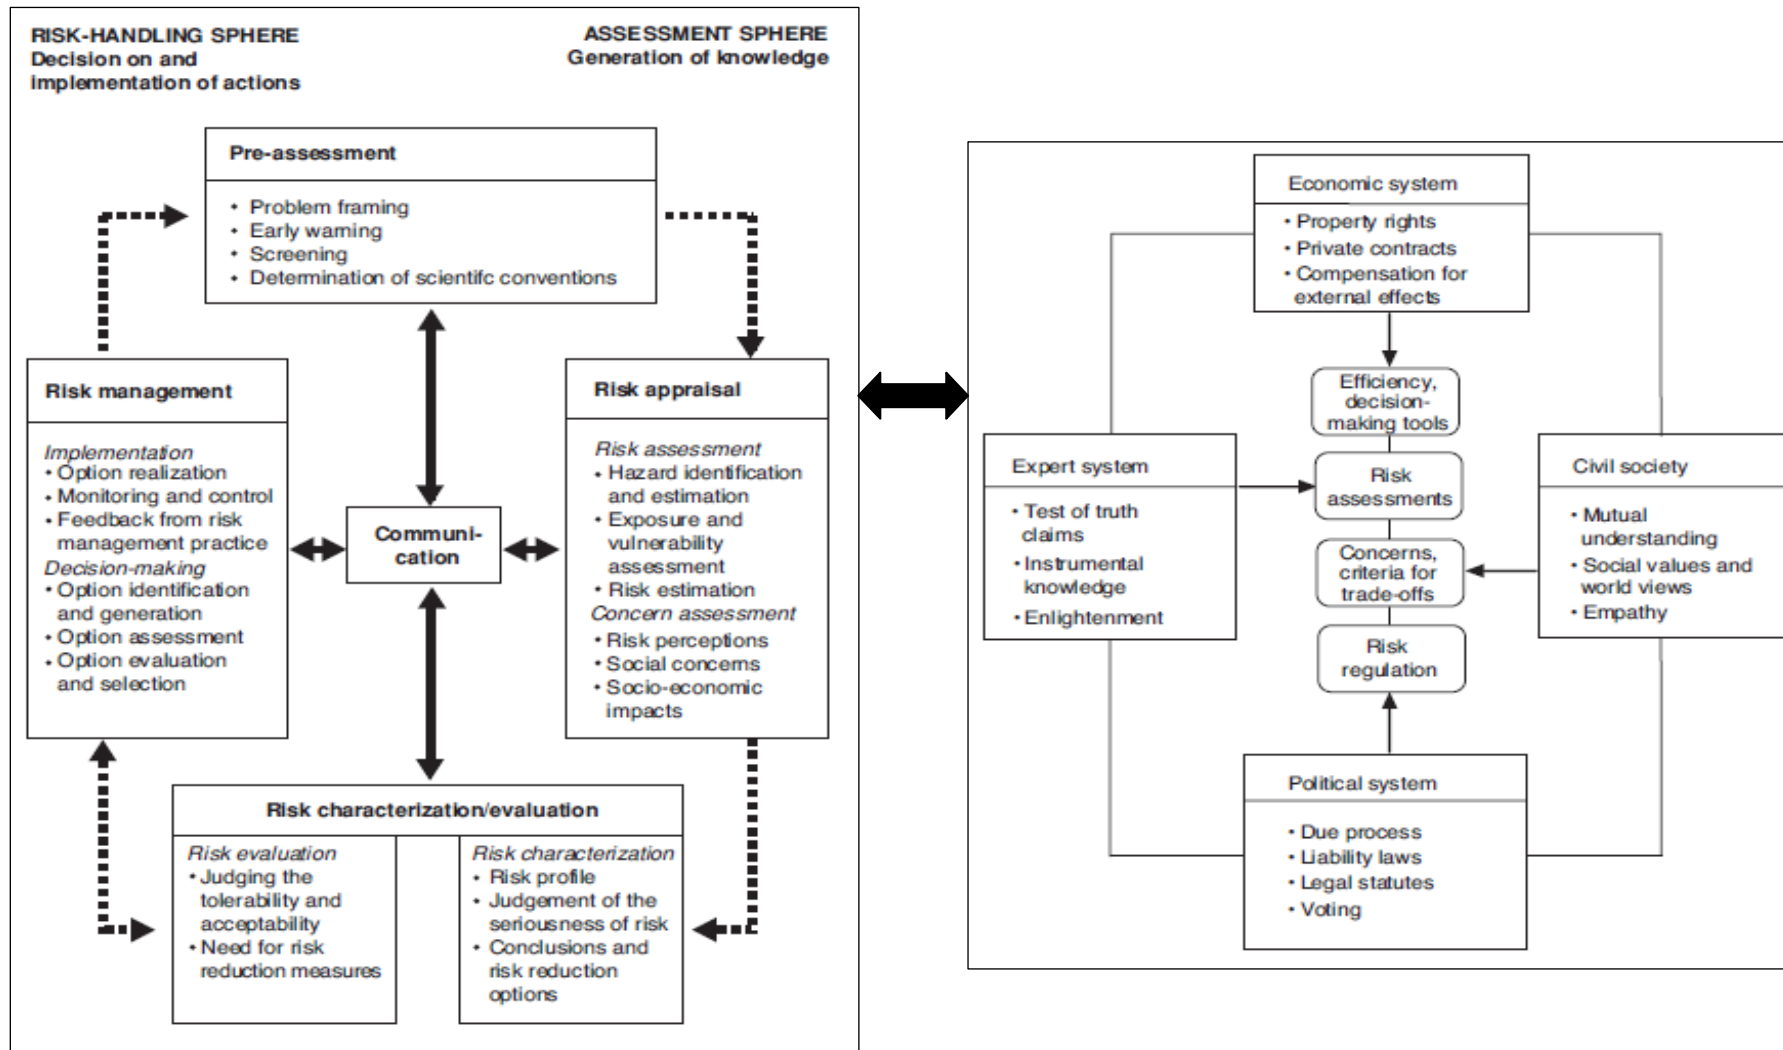 RISK-HANDLING SPHERE
Decision on and
implementation of actions
ASSESSMENT SPHERE
Generation of knowledge
Pre-assessment
• Problem framing
• Early warning
• Screening
• Determination of scientifc conventions
Risk management
Implementation
• Option realization
• Monitoring and control
• Feedback from risk
management practice
Decision-making
• Option identification
and generation
• Option assessment
• Option evaluation
and selection
Communi-
cation
Risk appraisal
Risk assessment
• Hazard identification
and estimation
• Exposure and
vulnerability
assessment
• Risk estimation
Concern assessment
• Risk perceptions
• Social concerns
• Socio-economic
impacts
Risk characterization/evaluation
Risk evaluation
• Judging the
tolerability and
acceptability
• Need for risk
reduction measures
Risk characterization
• Risk profile
• Judgement of the
seriousness of risk
• Conclusions and
risk reduction
options
Economic system
• Property rights
• Private contracts
• Compensation for
external effects
Efficiency,
decision-
making tools
Expert system
• Test of truth
claims
• Instrumental
knowledge
• Enlightenment
Risk
assessments
Concerns,
criteria for
trade-offs
Risk
regulation
Civil society
• Mutual
understanding
• Social values and
world views
• Empathy
Political system
• Due process
• Liability laws
• Legal statutes
• Voting